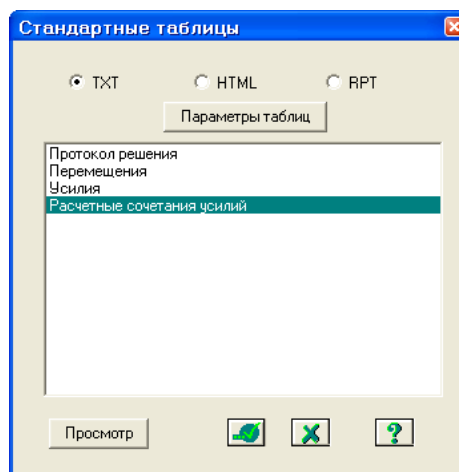 Стандартные таблицы
TXT HTML RPT
Параметры таблиц
Протокол решения
Перемещения
Усилия
Расчетные сочетания усилий
Просмотр ?